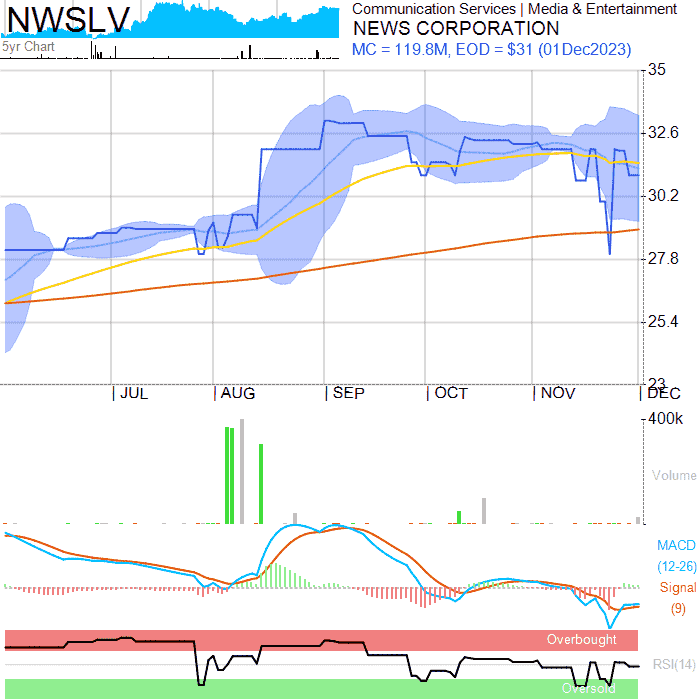 NWSLV
5yr Chart
Communication Services | Media & Entertainment
NEWS CORPORATION
MC = 119.8M, EOD = $31 (01Dec2023)
35
32.6
30.2
27.8
25.4
23
JUL AUG SEP OCT NOV DEC
400k
Volume
MACD
(12-26)
Signal
(9)
Overbought
RSI(14)
Oversold